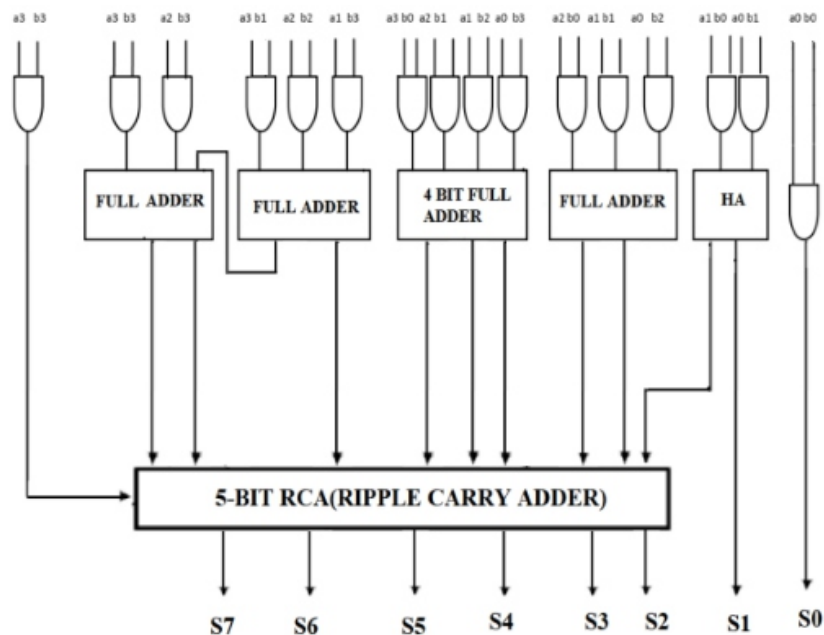 a3 b3 a3 b3 a2 b3 a3 b1 a2 b2 a1 b3 a3 b0 a2 b1 a1 b2 a0 b3 a2 b0 a1 b1 a0 b2 a1 b0 a0 b1 a0 b0
FULL ADDER
FULL ADDER
4 BIT FULL
ADDER
FULL ADDER
HA
5-BIT RCA(RIPPLE CARRY ADDER)
S7 S6 S5 S4 S3 S2 S1 S0